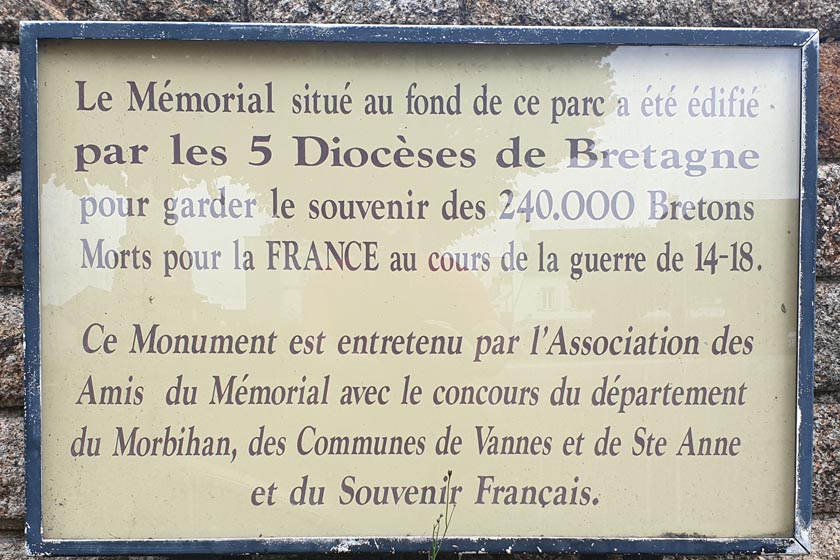 Le Mémorial situé au fond de ce parc a été édifié
par les 5 Diocèses de Bretagne
pour garder le souvenir des 240.000 Bretons
Morts pour la FRANCE au cours de la guerre de 14-18.
Ce Monument est entretenu par l'Association des
Amis du Mémorial avec le concours du département
du Morbihan, des Communes de Vannes et de Ste Anne
et du Souvenir Français.